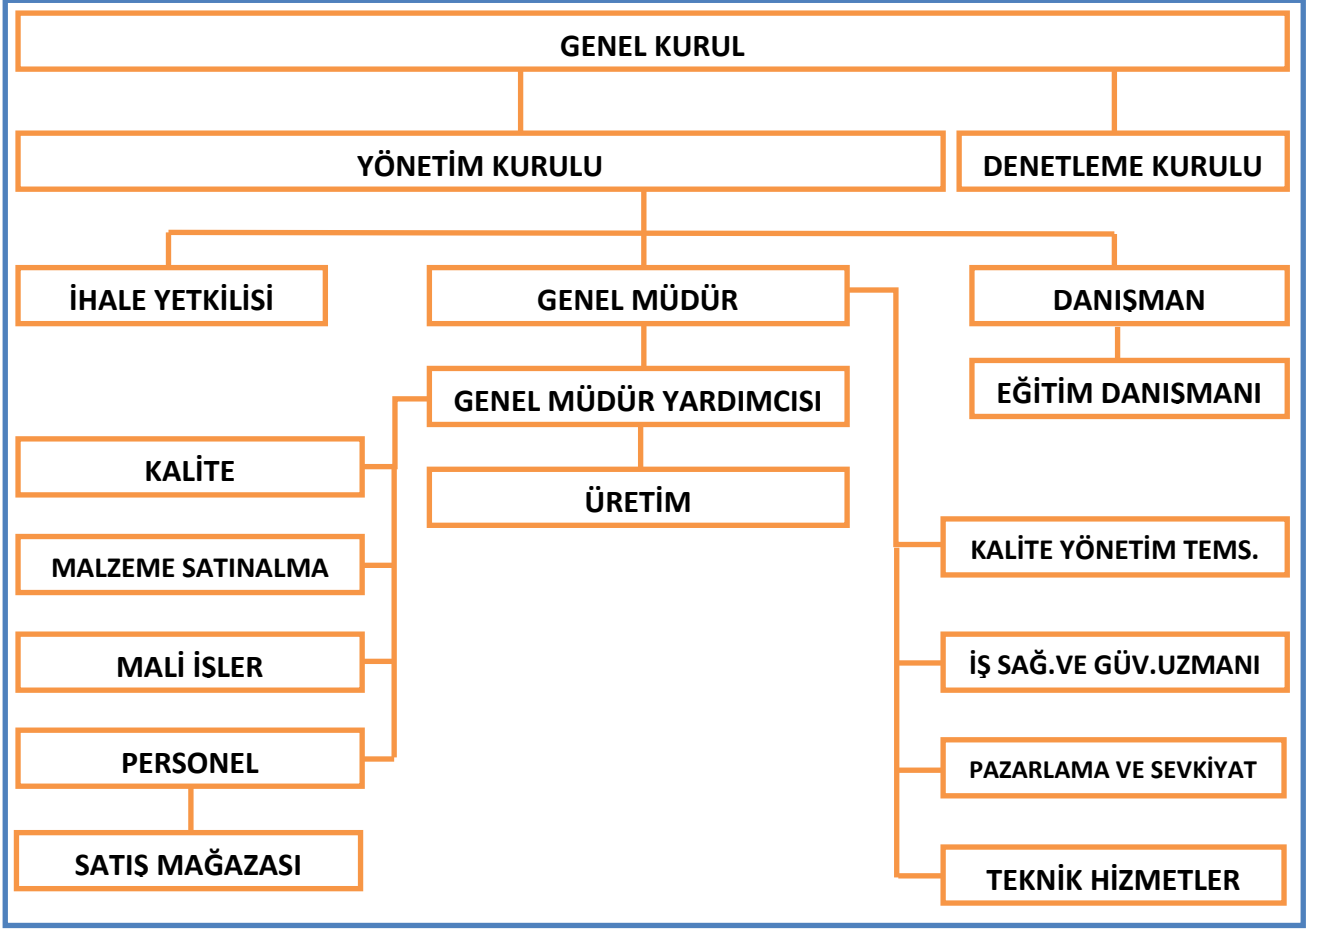 GENEL KURUL
YÖNETİM KURULU
DENETLEME KURULU
İHALE YETKİLİSİ
GENEL MÜDÜR
DANIŞMAN
GENEL MÜDÜR YARDIMCISI
EĞİTİM DANISMANI
KALİTE
ÜRETİM
KALİTE YÖNETİM TEMS.
MALZEME SATINALMA
MALİ İSLER
İŞ SAĞ.VE GÜV.UZMANI
PERSONEL
PAZARLAMA VE SEVKİYAT
SATIŞ MAĞAZASI
TEKNİK HİZMETLER